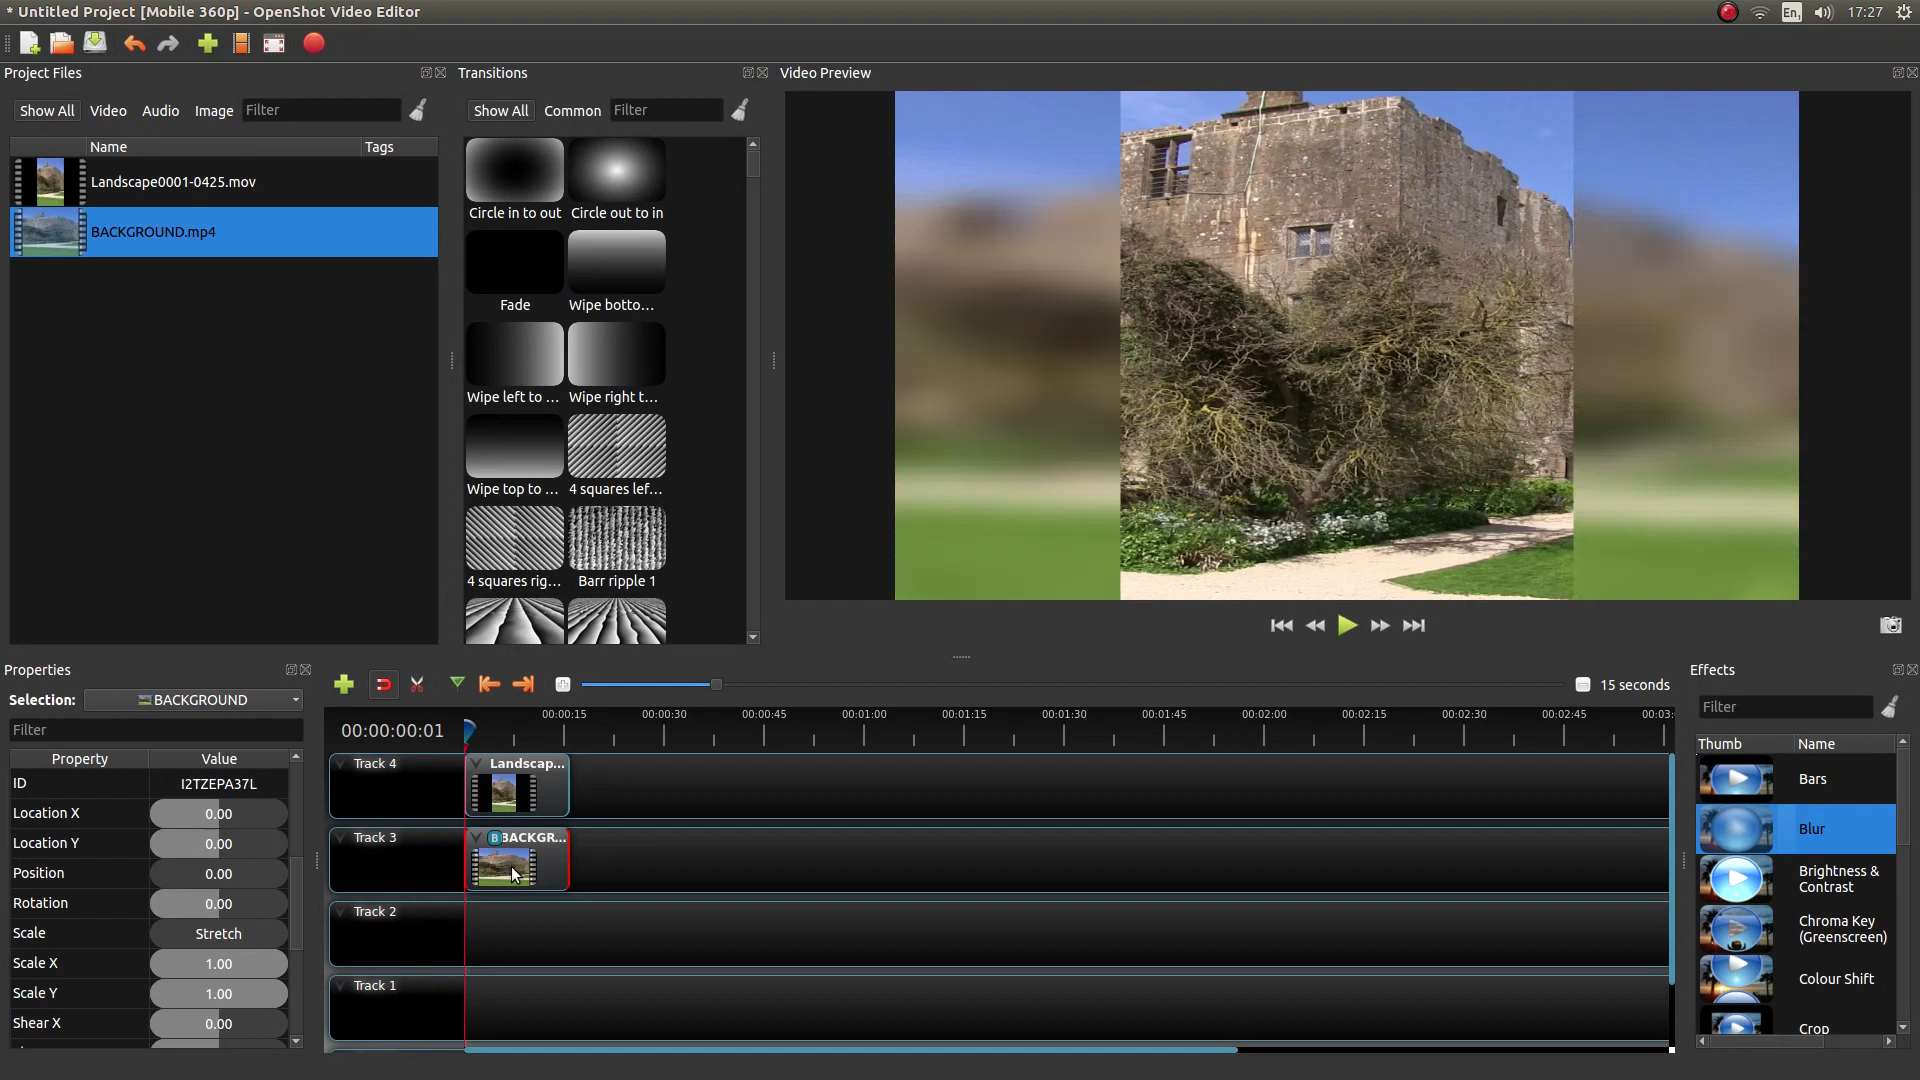 * Untitled Project [Mobile 360p] - OpenShot Video Editor
En1
17:27
Project Files
Transitions
Video Preview
Show All
Video
Audio
Image
Filter
Show All
Common
Filter
Name
Tags
Landscape0001-0425.mov
BACKGROUND.mp4
Circle in to out
Circle out to in
Fade
Wipe botto...
Wipe left to ...
Wipe right t...
Wipe top to ...
4 squares lef...
4 squares rig...
Barr ripple 1
Properties
Selection:
BACKGROUND
Filter
Property
Value
ID
I2TZEPA37L
Location X
0.00
Location Y
0.00
Position
0.00
Rotation
0.00
Scale
Stretch
Scale X
1.00
Scale Y
1.00
Shear X
0.00
15 seconds
00:00:00:01
00:00:15
00:00:30
00:00:45
00:01:00
00:01:15
00:01:30
00:01:45
00:02:00
00:02:15
00:02:30
00:02:45
00:03:
Track 4
Landscap...
Track 3
B
BACKGR...
Track 2
Track 1
Effects
Filter
Thumb
Name
Bars
Blur
Brightness &
Contrast
Chroma Key
(Greenscreen)
Colour Shift
Crop